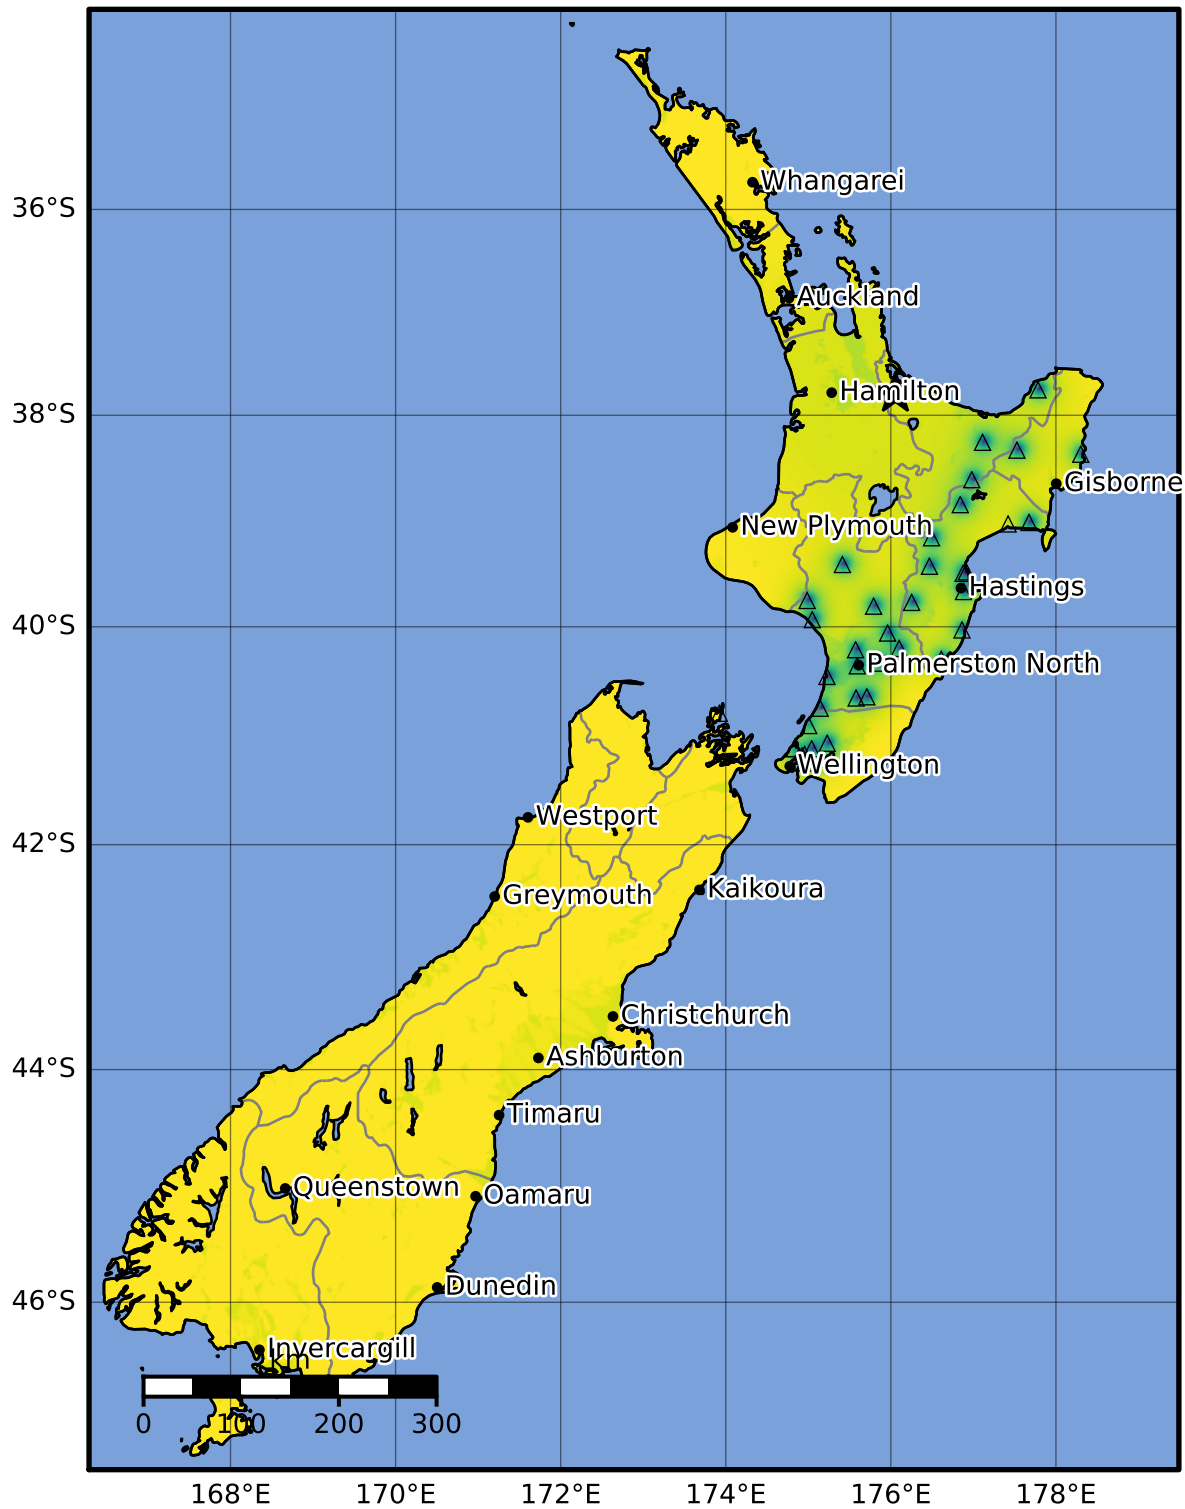 Whangarei
36°S
Auckland
Hamilton
38°S
Gisborne
New Plymouth
Hastings
40°S
Palmerston North
Wellington
Westport
42°S
Kaikoura
Greymouth
Christchurch
Ashburton
44°S
Timaru
Queenstown
Oamaru
Dunedin
46°S
Invercargill
km
0 100 200 300
168°E 170°E 172°E 174°E 176°E 178°E